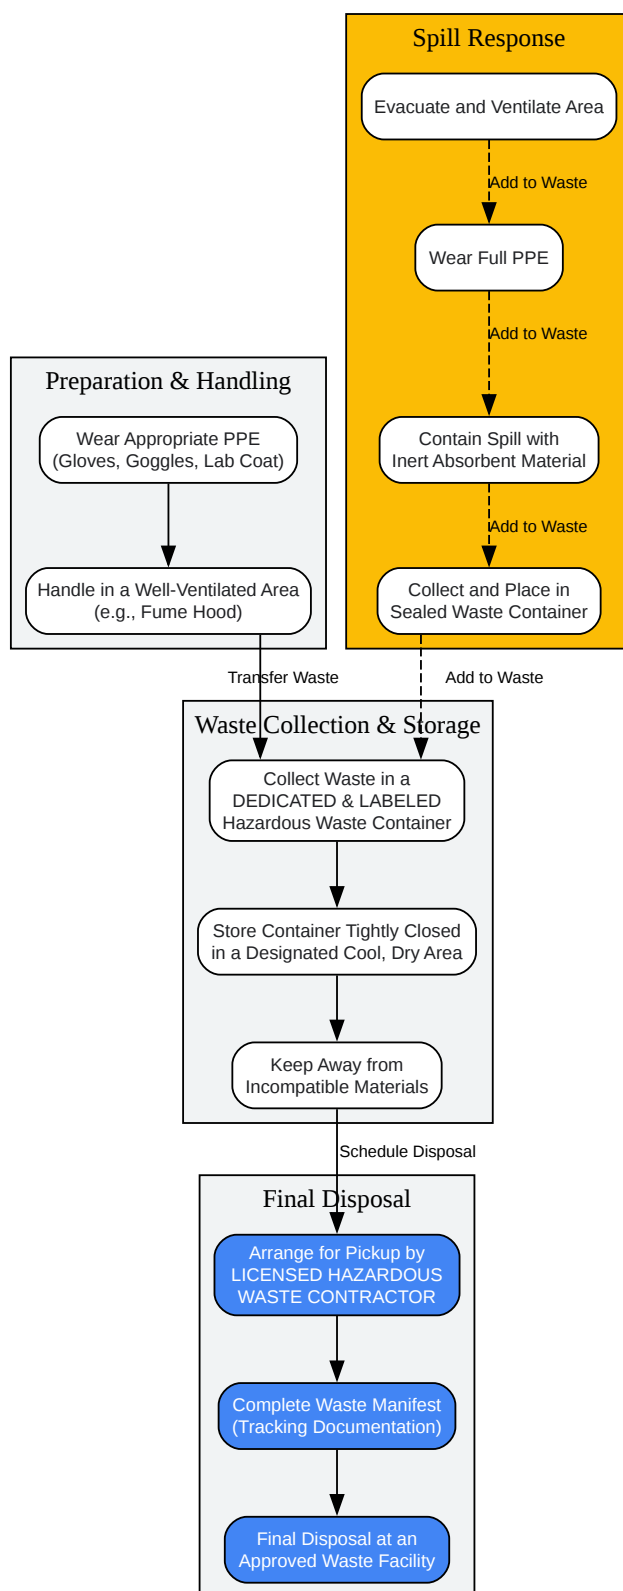 Spill Response
Evacuate and Ventilate Area
Add to Waste
Wear Full PPE
Add to Waste
Contain Spill with
Inert Absorbent Material
Add to Waste
Collect and Place in
Sealed Waste Container
Preparation & Handling
Wear Appropriate PPE
(Gloves, Goggles, Lab Coat)
Handle in a Well-Ventilated Area
(e.g., Fume Hood)
Transfer Waste
Add to Waste
Waste Collection & Storage
Collect Waste in a
DEDICATED & LABELED
Hazardous Waste Container
Store Container Tightly Closed
in a Designated Cool, Dry Area
Keep Away from
Incompatible Materials
Schedule Disposal
Final Disposal
Arrange for Pickup by
LICENSED HAZARDOUS
WASTE CONTRACTOR
Complete Waste Manifest
(Tracking Documentation)
Final Disposal at an
Approved Waste Facility